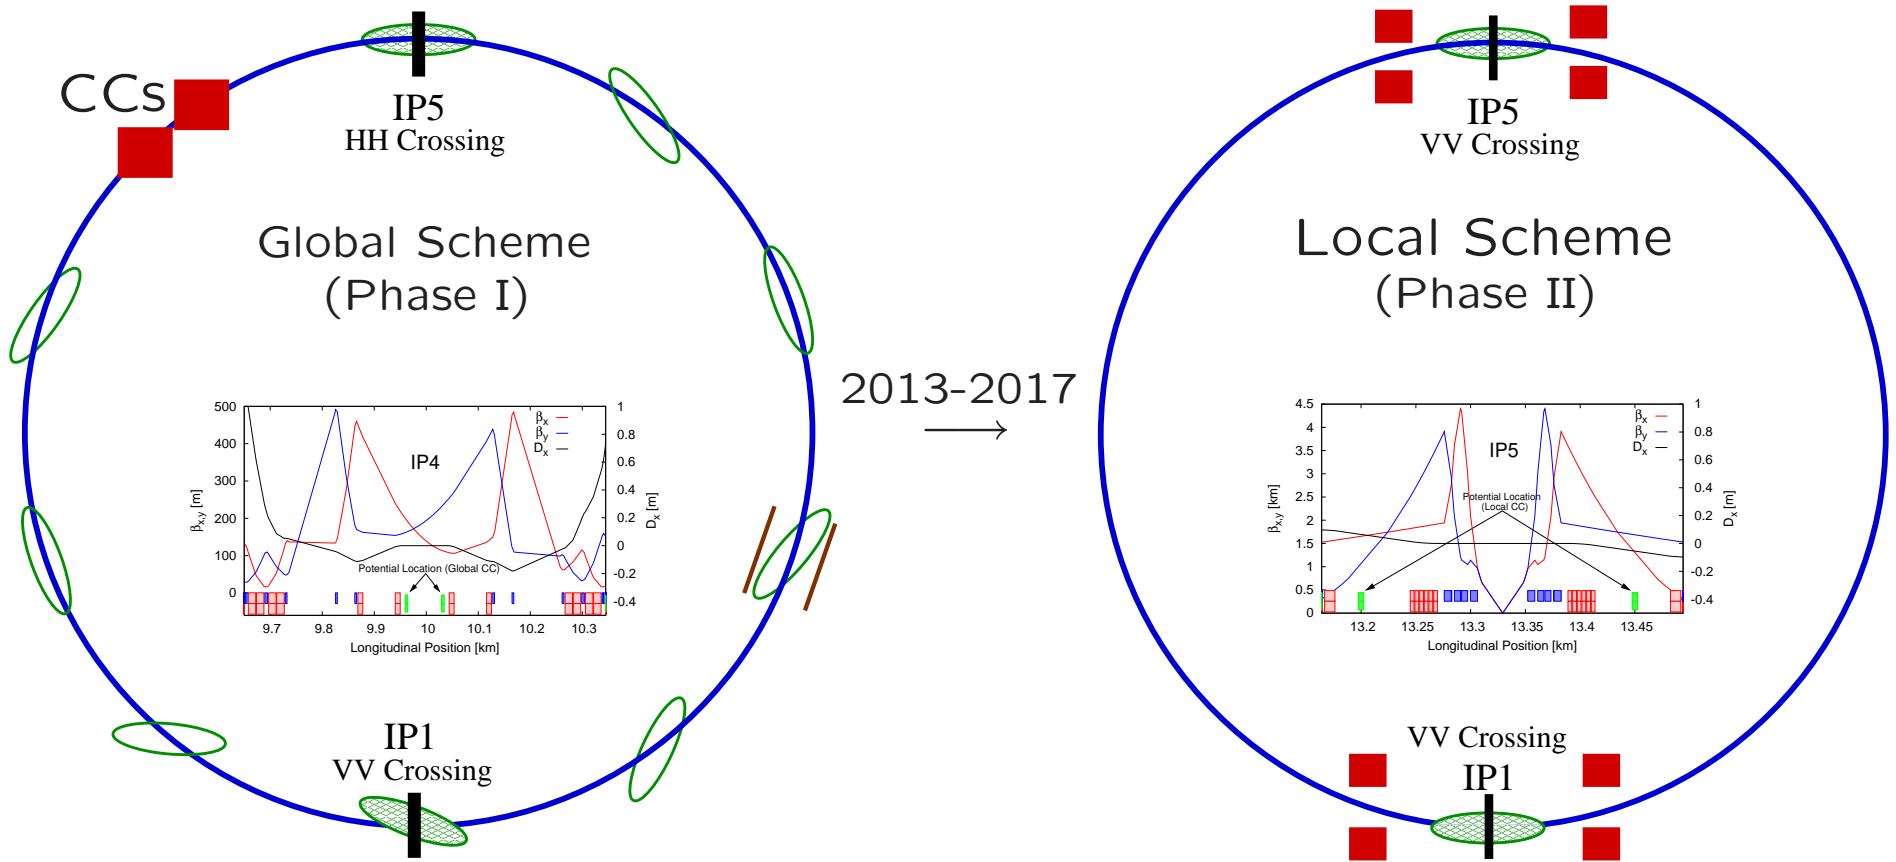 CCs
IP5
HH Crossing
Global Scheme
(Phase I)
500
400
300
200
100
0
β_{x,y} [m]
1
0.8
0.6
0.4
0.2
0
-0.2
-0.4
D_x [m]
β_x
β_y
D_x
IP4
Potential Location (Global CC)
9.7 9.8 9.9 10 10.1 10.2 10.3
Longitudinal Position [km]
IP1
VV Crossing
2013-2017
IP5
VV Crossing
Local Scheme
(Phase II)
4.5
4
3.5
3
2.5
2
1.5
1
0.5
0
β_{x,y} [km]
1
0.8
0.6
0.4
0.2
0
-0.2
-0.4
D_x [m]
β_x
β_y
D_x
IP5
Potential Location
(Local CC)
13.2 13.25 13.3 13.35 13.4 13.45
Longitudinal Position [km]
VV Crossing
IP1